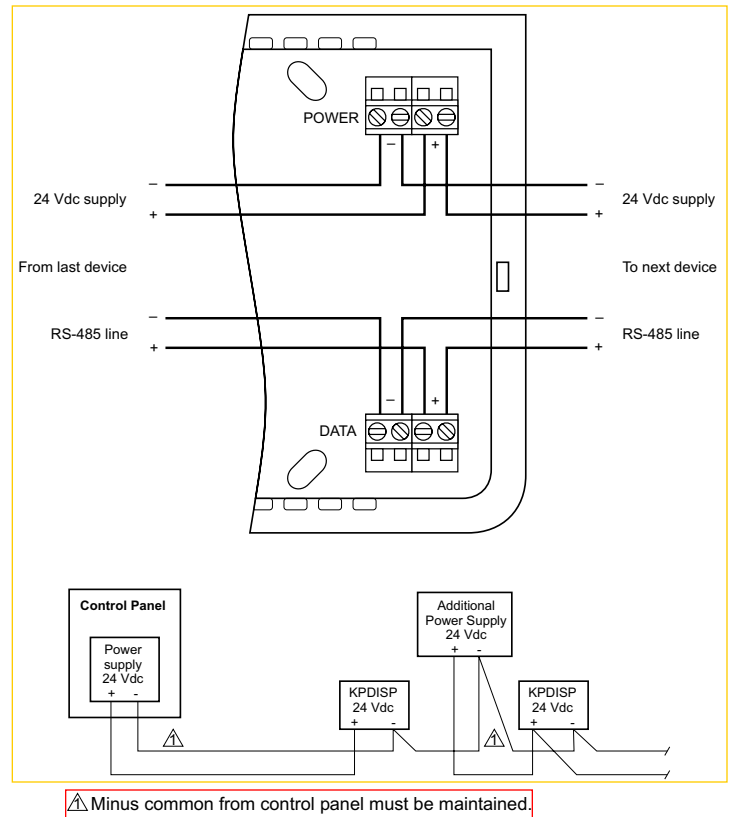 POWER
– +
– –
24 Vdc supply 24 Vdc supply
+ +
From last device To next device
– –
RS-485 line RS-485 line
+ +
– +
DATA
Control Panel
Power
supply
24 Vdc
+ -
Additional
Power Supply
24 Vdc
+ -
KPDISP
24 Vdc
+ -
KPDISP
24 Vdc
+ -
1
1
1 Minus common from control panel must be maintained.